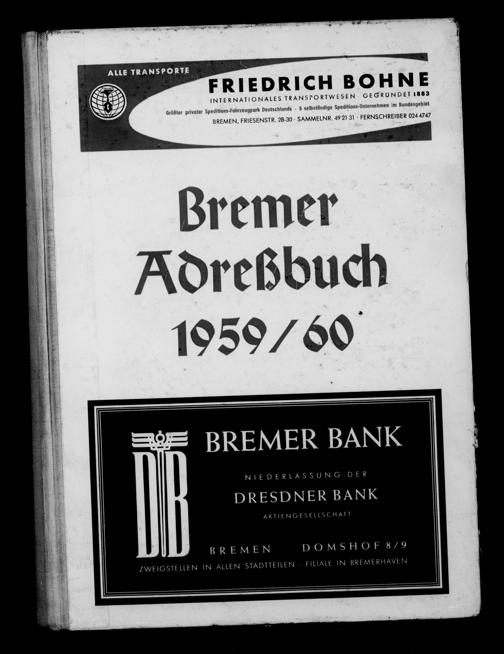 ALLE TRANSPORTE
FRIEDRICH BOHNE
INTERNATIONALES TRANSPORTWESEN · GEGRÜNDET 1883
Größter privater Speditions-Fuhrzeugpark Deutschlands · 5 selbständige Speditions-Unternehmen im Bundesgebiet
BREMEN, FRIESENSTR. 28-30 · SAMMELNR. 49 21 31 · FERNSCHREIBER 024 4747
Bremer
Adreßbuch
1959/60
BREMER BANK
NIEDERLASSUNG DER
DRESDNER BANK
AKTIENGESELLSCHAFT
DB
BREMEN DOMSHOF 8/9
ZWEIGSTELLEN IN ALLEN STADTTEILEN · FILIALE IN BREMERHAVEN